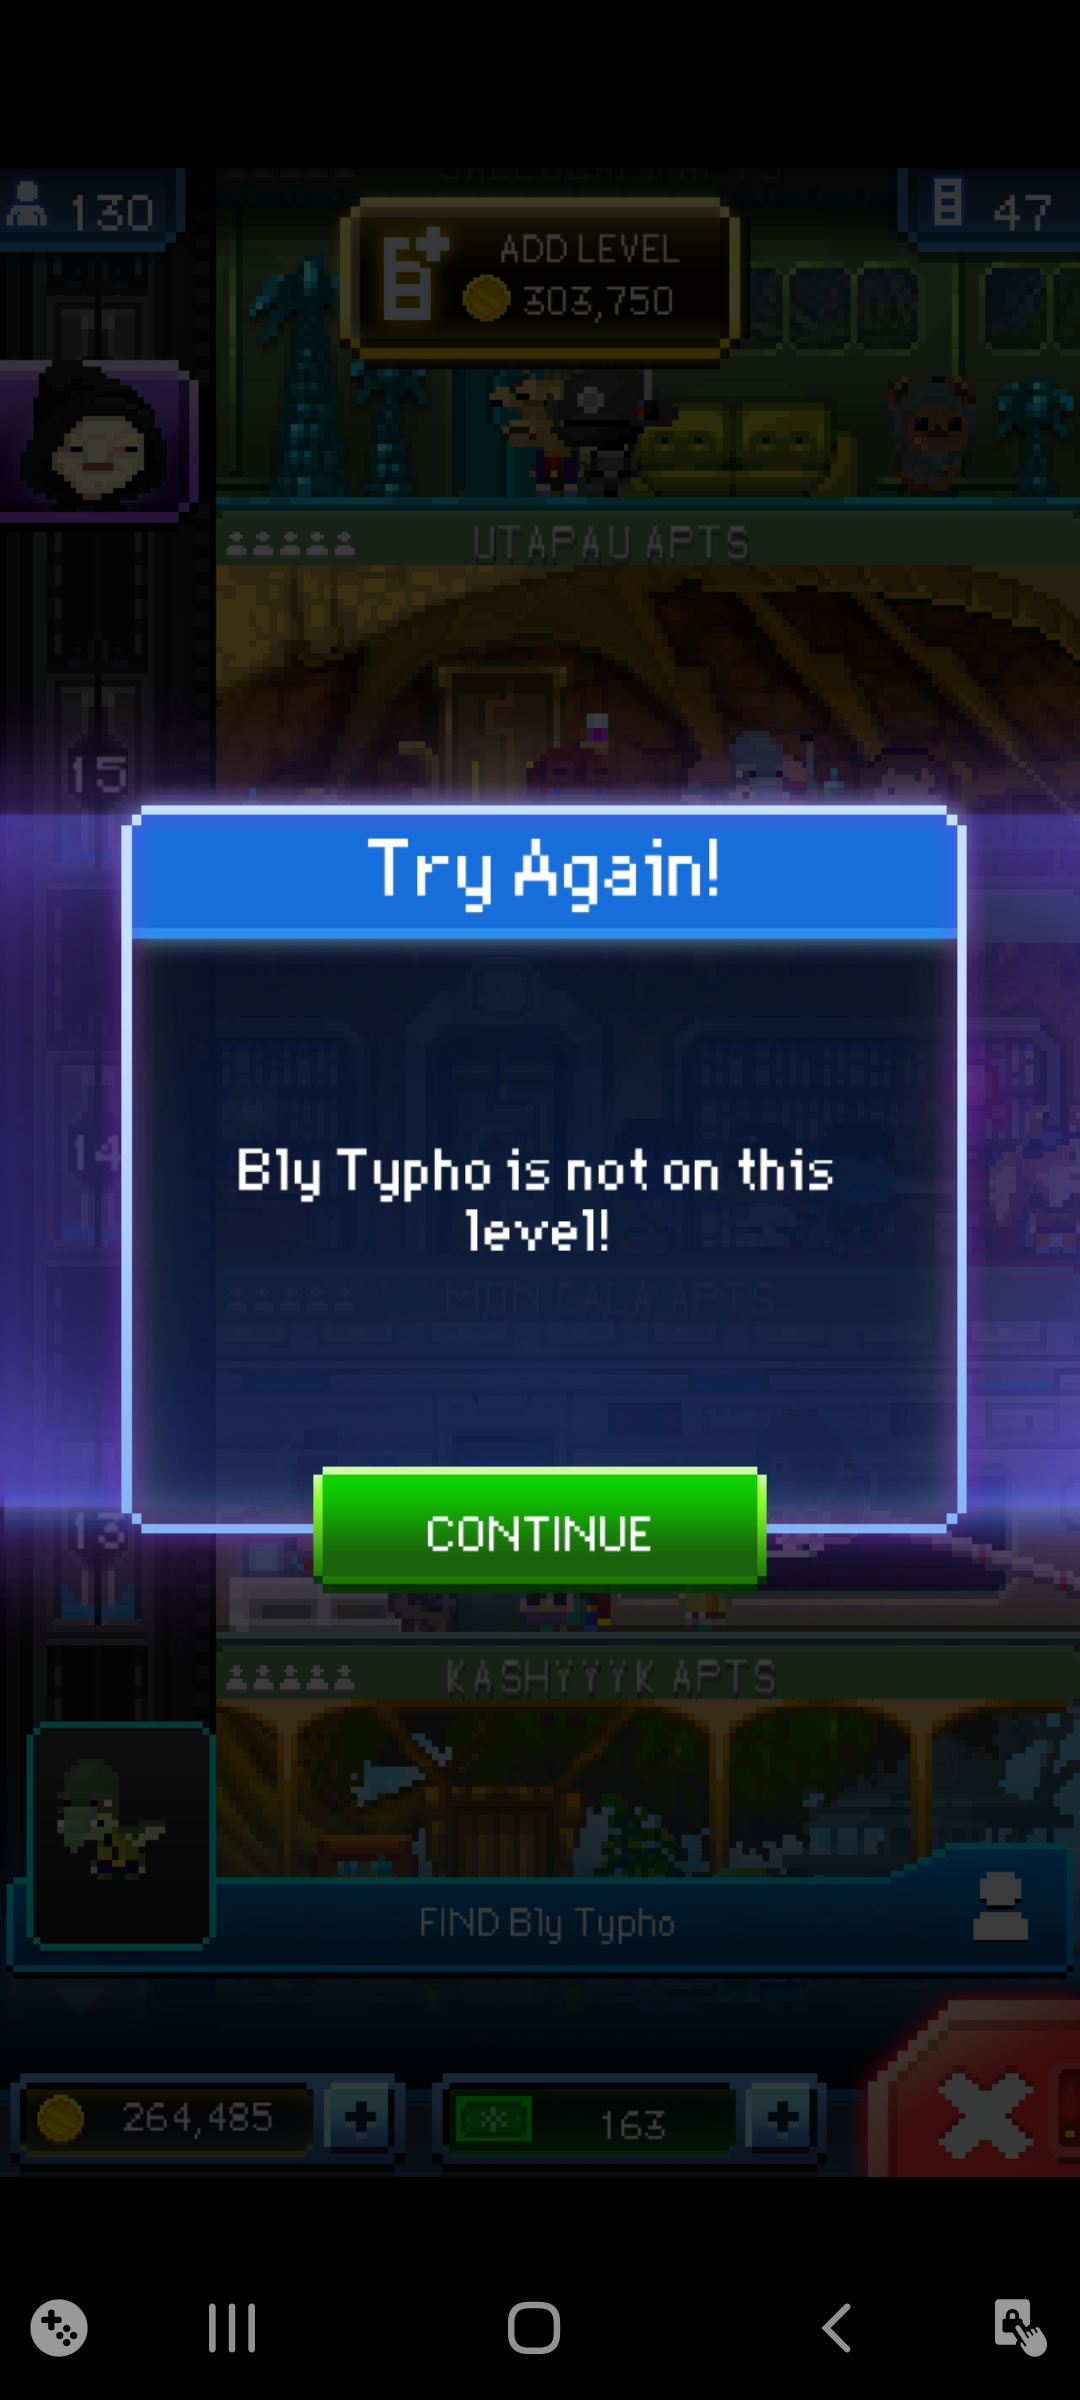 130
47
ADD LEVEL
303,750
UTAPAU APTS
15
Try Again!
14
Bly Typho is not on this
level!
MON CALA APTS
13
CONTINUE
KASHYYYK APTS
FIND Bly Typho
264,485
163